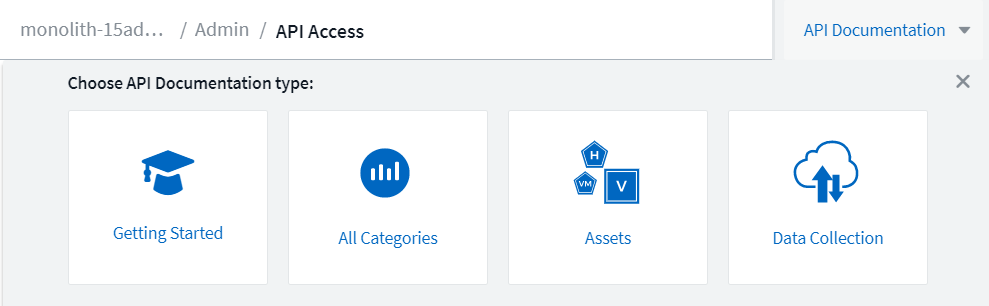 monolith-15ad... / Admin / API Access
API Documentation
Choose API Documentation type:
H
VM
V
Getting Started
All Categories
Assets
Data Collection